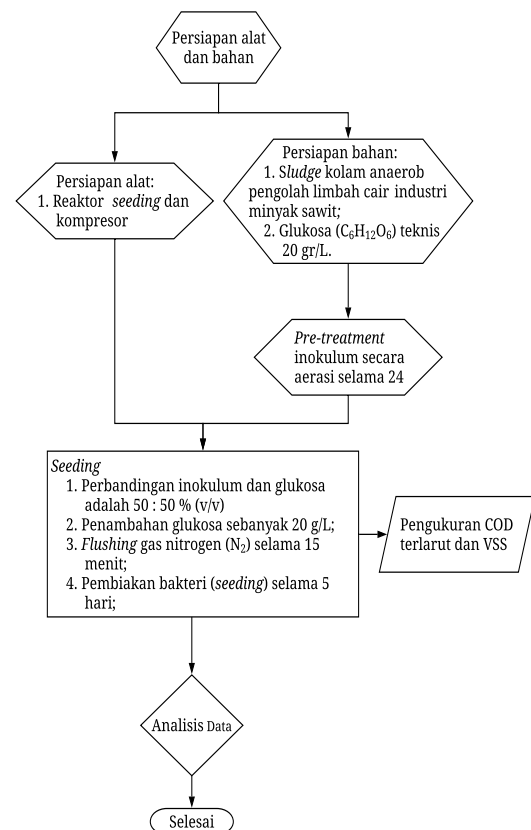 Persiapan alat
dan bahan
Persiapan alat:
1. Reaktor seeding dan
kompresor
Persiapan bahan:
1. Sludge kolam anaerob
pengolah limbah cair industri
minyak sawit;
2. Glukosa (C₆H₁₂O₆) teknis
20 gr/L.
Pre-treatment
inokulum secara
aerasi selama 24
Seeding
1. Perbandingan inokulum dan glukosa
adalah 50 : 50 % (v/v)
2. Penambahan glukosa sebanyak 20 g/L;
3. Flushing gas nitrogen (N₂) selama 15
menit;
4. Pembiakan bakteri (seeding) selama 5
hari;
Pengukuran COD
terlarut dan VSS
Analisis Data
Selesai